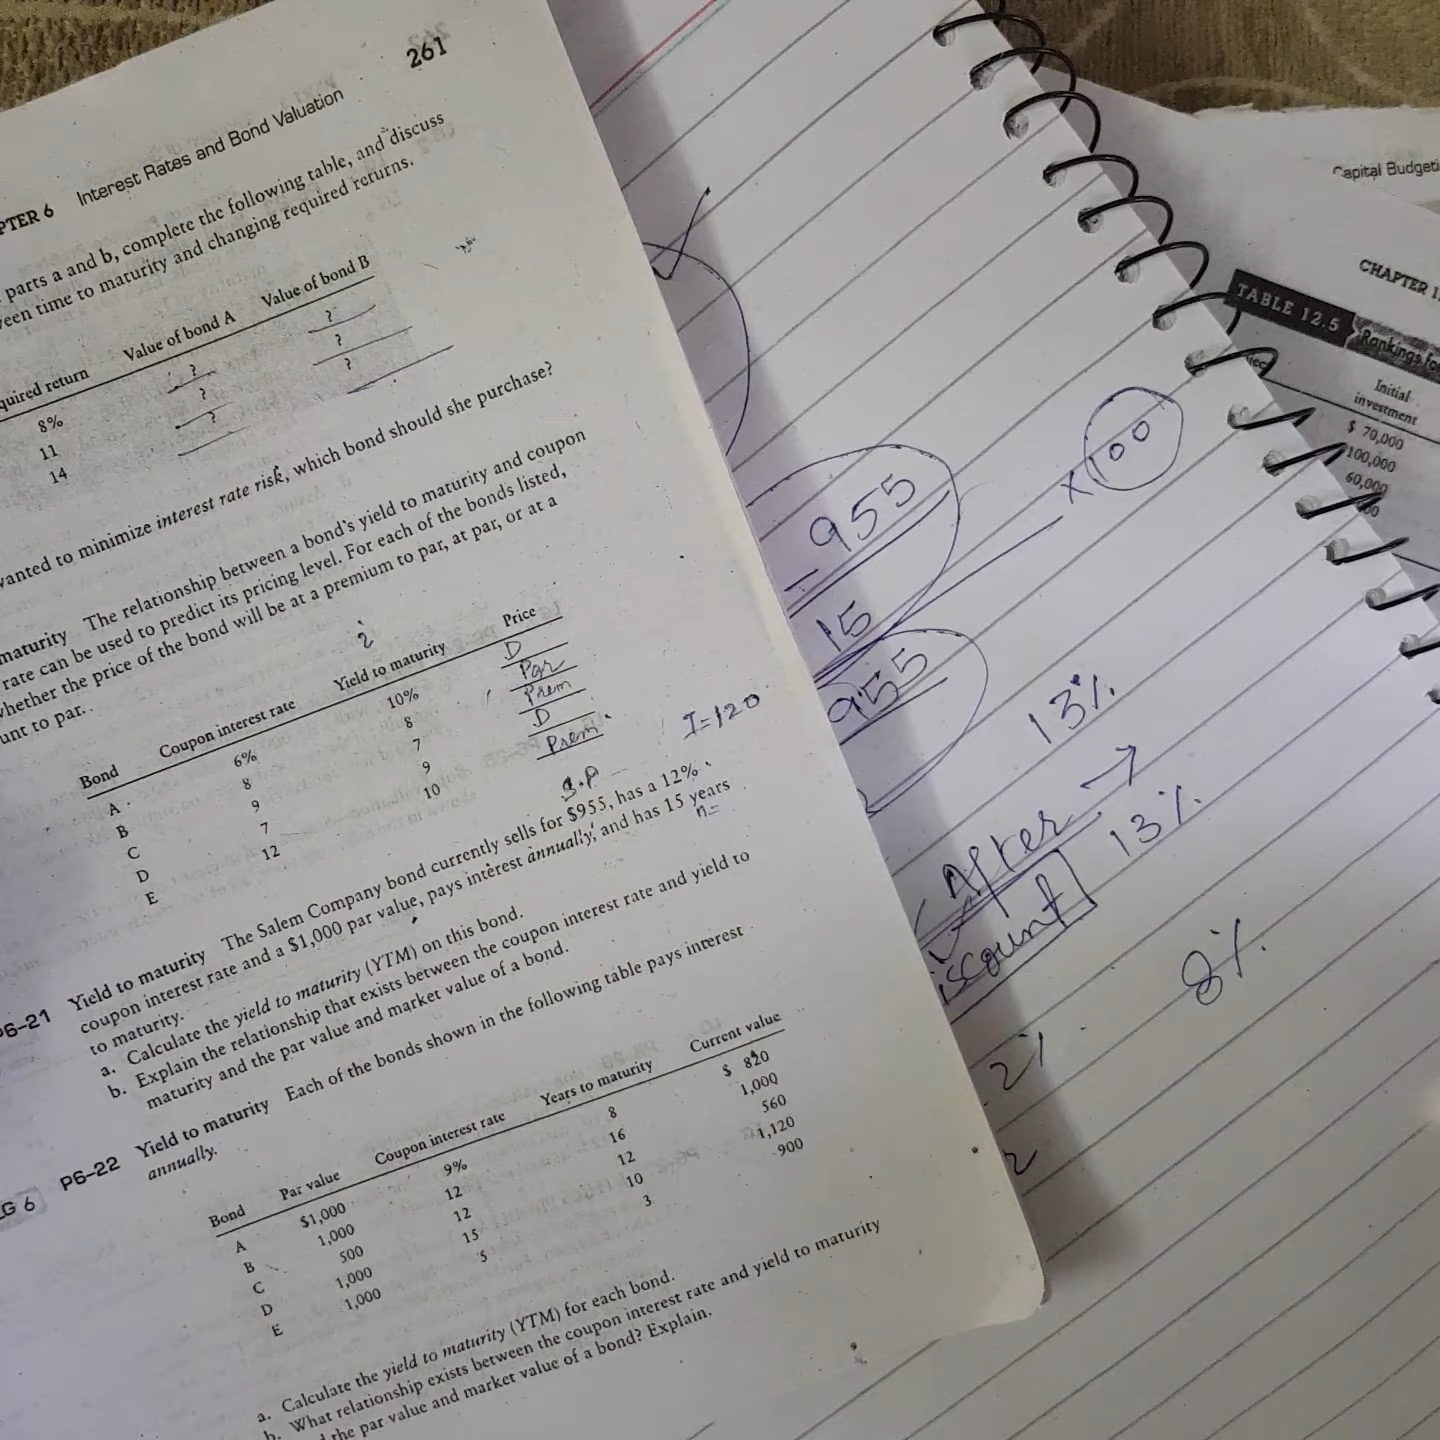 261
PTER 6 Interest Rates and Bond Valuation
parts a and b, complete the following table, and discuss
een time to maturity and changing required returns.
quired return Value of bond A Value of bond B
8% ? ?
11 ? ?
14 ? ?
wanted to minimize interest rate risk, which bond should she purchase?
maturity The relationship between a bond's yield to maturity and coupon
rate can be used to predict its pricing level. For each of the bonds listed,
whether the price of the bond will be at a premium to par, at par, or at a
unt to par.
i
Bond Coupon interest rate Yield to maturity Price
A 6% 10% D
B 8 8 Par
C 9 7 Prem
D 7 9 D
E 12 10 Prem
I=120
S.P
P6-21 Yield to maturity The Salem Company bond currently sells for $955, has a 12%
coupon interest rate and a $1,000 par value, pays interest annually, and has 15 years
n=
to maturity.
a. Calculate the yield to maturity (YTM) on this bond.
b. Explain the relationship that exists between the coupon interest rate and yield to
maturity and the par value and market value of a bond.
LG 6 P6-22 Yield to maturity Each of the bonds shown in the following table pays interest
annually.
Bond Par value Coupon interest rate Years to maturity Current value
A $1,000 9% 8 $ 820
B 1,000 12 16 1,000
C 500 12 12 560
D 1,000 15 10 1,120
E 1,000 5 3 900
a. Calculate the yield to maturity (YTM) for each bond.
b. What relationship exists between the coupon interest rate and yield to maturity
d the par value and market value of a bond? Explain.
- 955
15
x 100
955
13%
After →
13%
iscount
8%
2%
2
Capital Budgeti
CHAPTER 1
TABLE 12.5 Rankings for
Initial
investment
$ 70,000
100,000
60,000